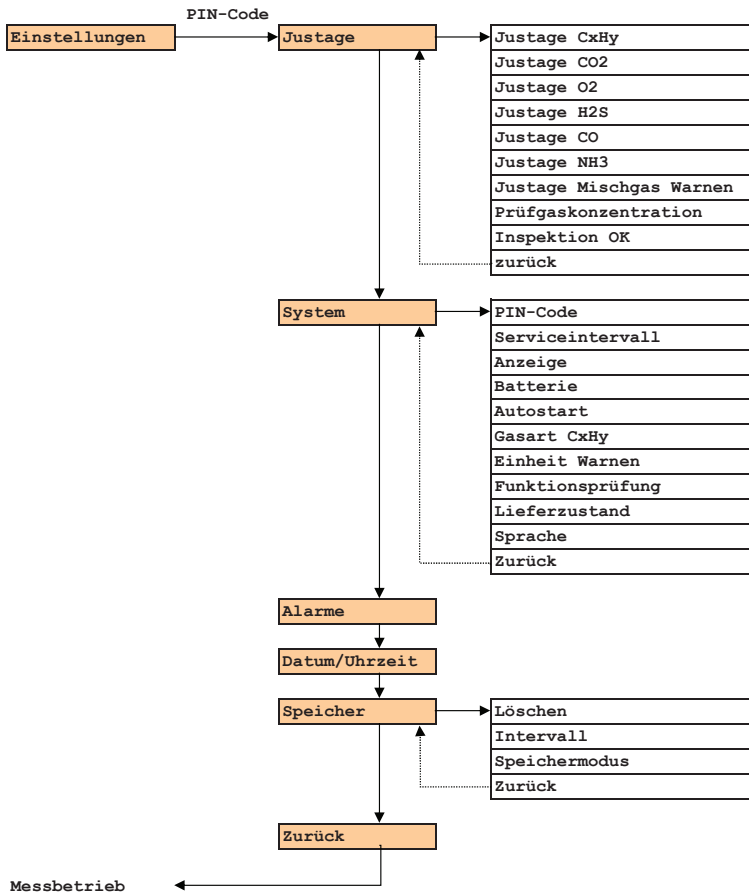 PIN-Code
Einstellungen
Justage
Justage CxHy
Justage CO2
Justage O2
Justage H2S
Justage CO
Justage NH3
Justage Mischgas Warnen
Prüfgaskonzentration
Inspektion OK
zurück
System
PIN-Code
Serviceintervall
Anzeige
Batterie
Autostart
Gasart CxHy
Einheit Warnen
Funktionsprüfung
Lieferzustand
Sprache
Zurück
Alarme
Datum/Uhrzeit
Speicher
Löschen
Intervall
Speichermodus
Zurück
Zurück
Messbetrieb